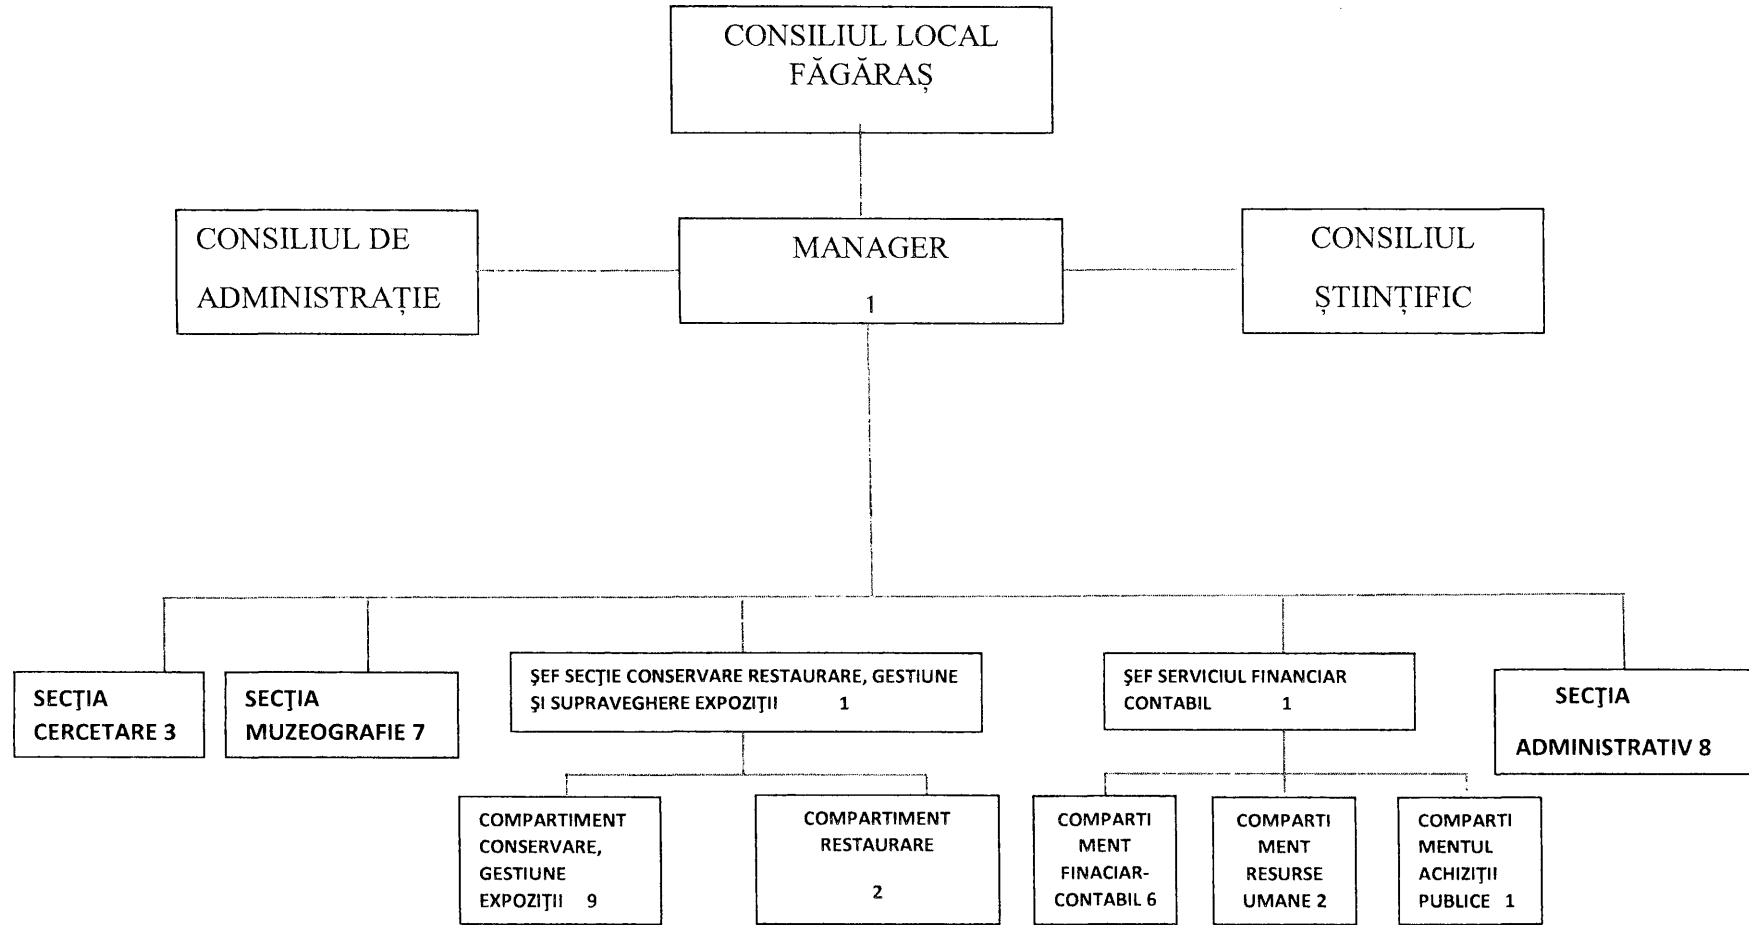 CONSILIUL LOCAL
FĂGĂRAȘ
CONSILIUL DE
ADMINISTRAȚIE
MANAGER
1
CONSILIUL
ȘTIINȚIFIC
SECŢIA
CERCETARE 3
SECŢIA
MUZEOGRAFIE 7
ŞEF SECŢIE CONSERVARE RESTAURARE, GESTIUNE
ŞI SUPRAVEGHERE EXPOZIŢII 1
ŞEF SERVICIUL FINANCIAR
CONTABIL 1
SECŢIA
ADMINISTRATIV 8
COMPARTIMENT
CONSERVARE,
GESTIUNE
EXPOZIŢII 9
COMPARTIMENT
RESTAURARE
2
COMPARTI
MENT
FINACIAR-
CONTABIL 6
COMPARTI
MENT
RESURSE
UMANE 2
COMPARTI
MENTUL
ACHIZIŢII
PUBLICE 1